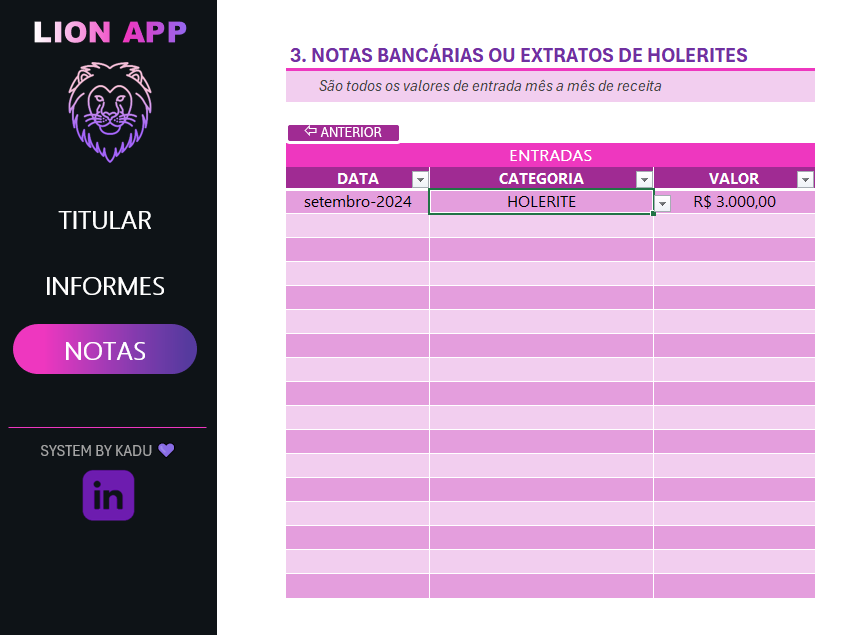 LION APP
TITULAR
INFORMES
NOTAS
SYSTEM BY KADU
in
3. NOTAS BANCÁRIAS OU EXTRATOS DE HOLERITES
São todos os valores de entrada mês a mês de receita
ANTERIOR
ENTRADAS
DATA CATEGORIA VALOR
setembro-2024 HOLERITE R$ 3.000,00